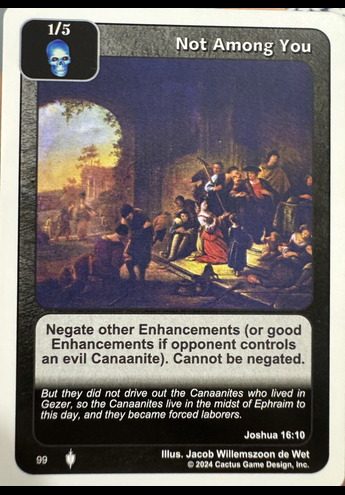 1/5
Not Among You
Negate other Enhancements (or good
Enhancements if opponent controls
an evil Canaanite). Cannot be negated.
But they did not drive out the Canaanites who lived in
Gezer, so the Canaanites live in the midst of Ephraim to
this day, and they became forced laborers.
Joshua 16:10
99
Illus. Jacob Willemszoon de Wet
© 2024 Cactus Game Design, Inc.